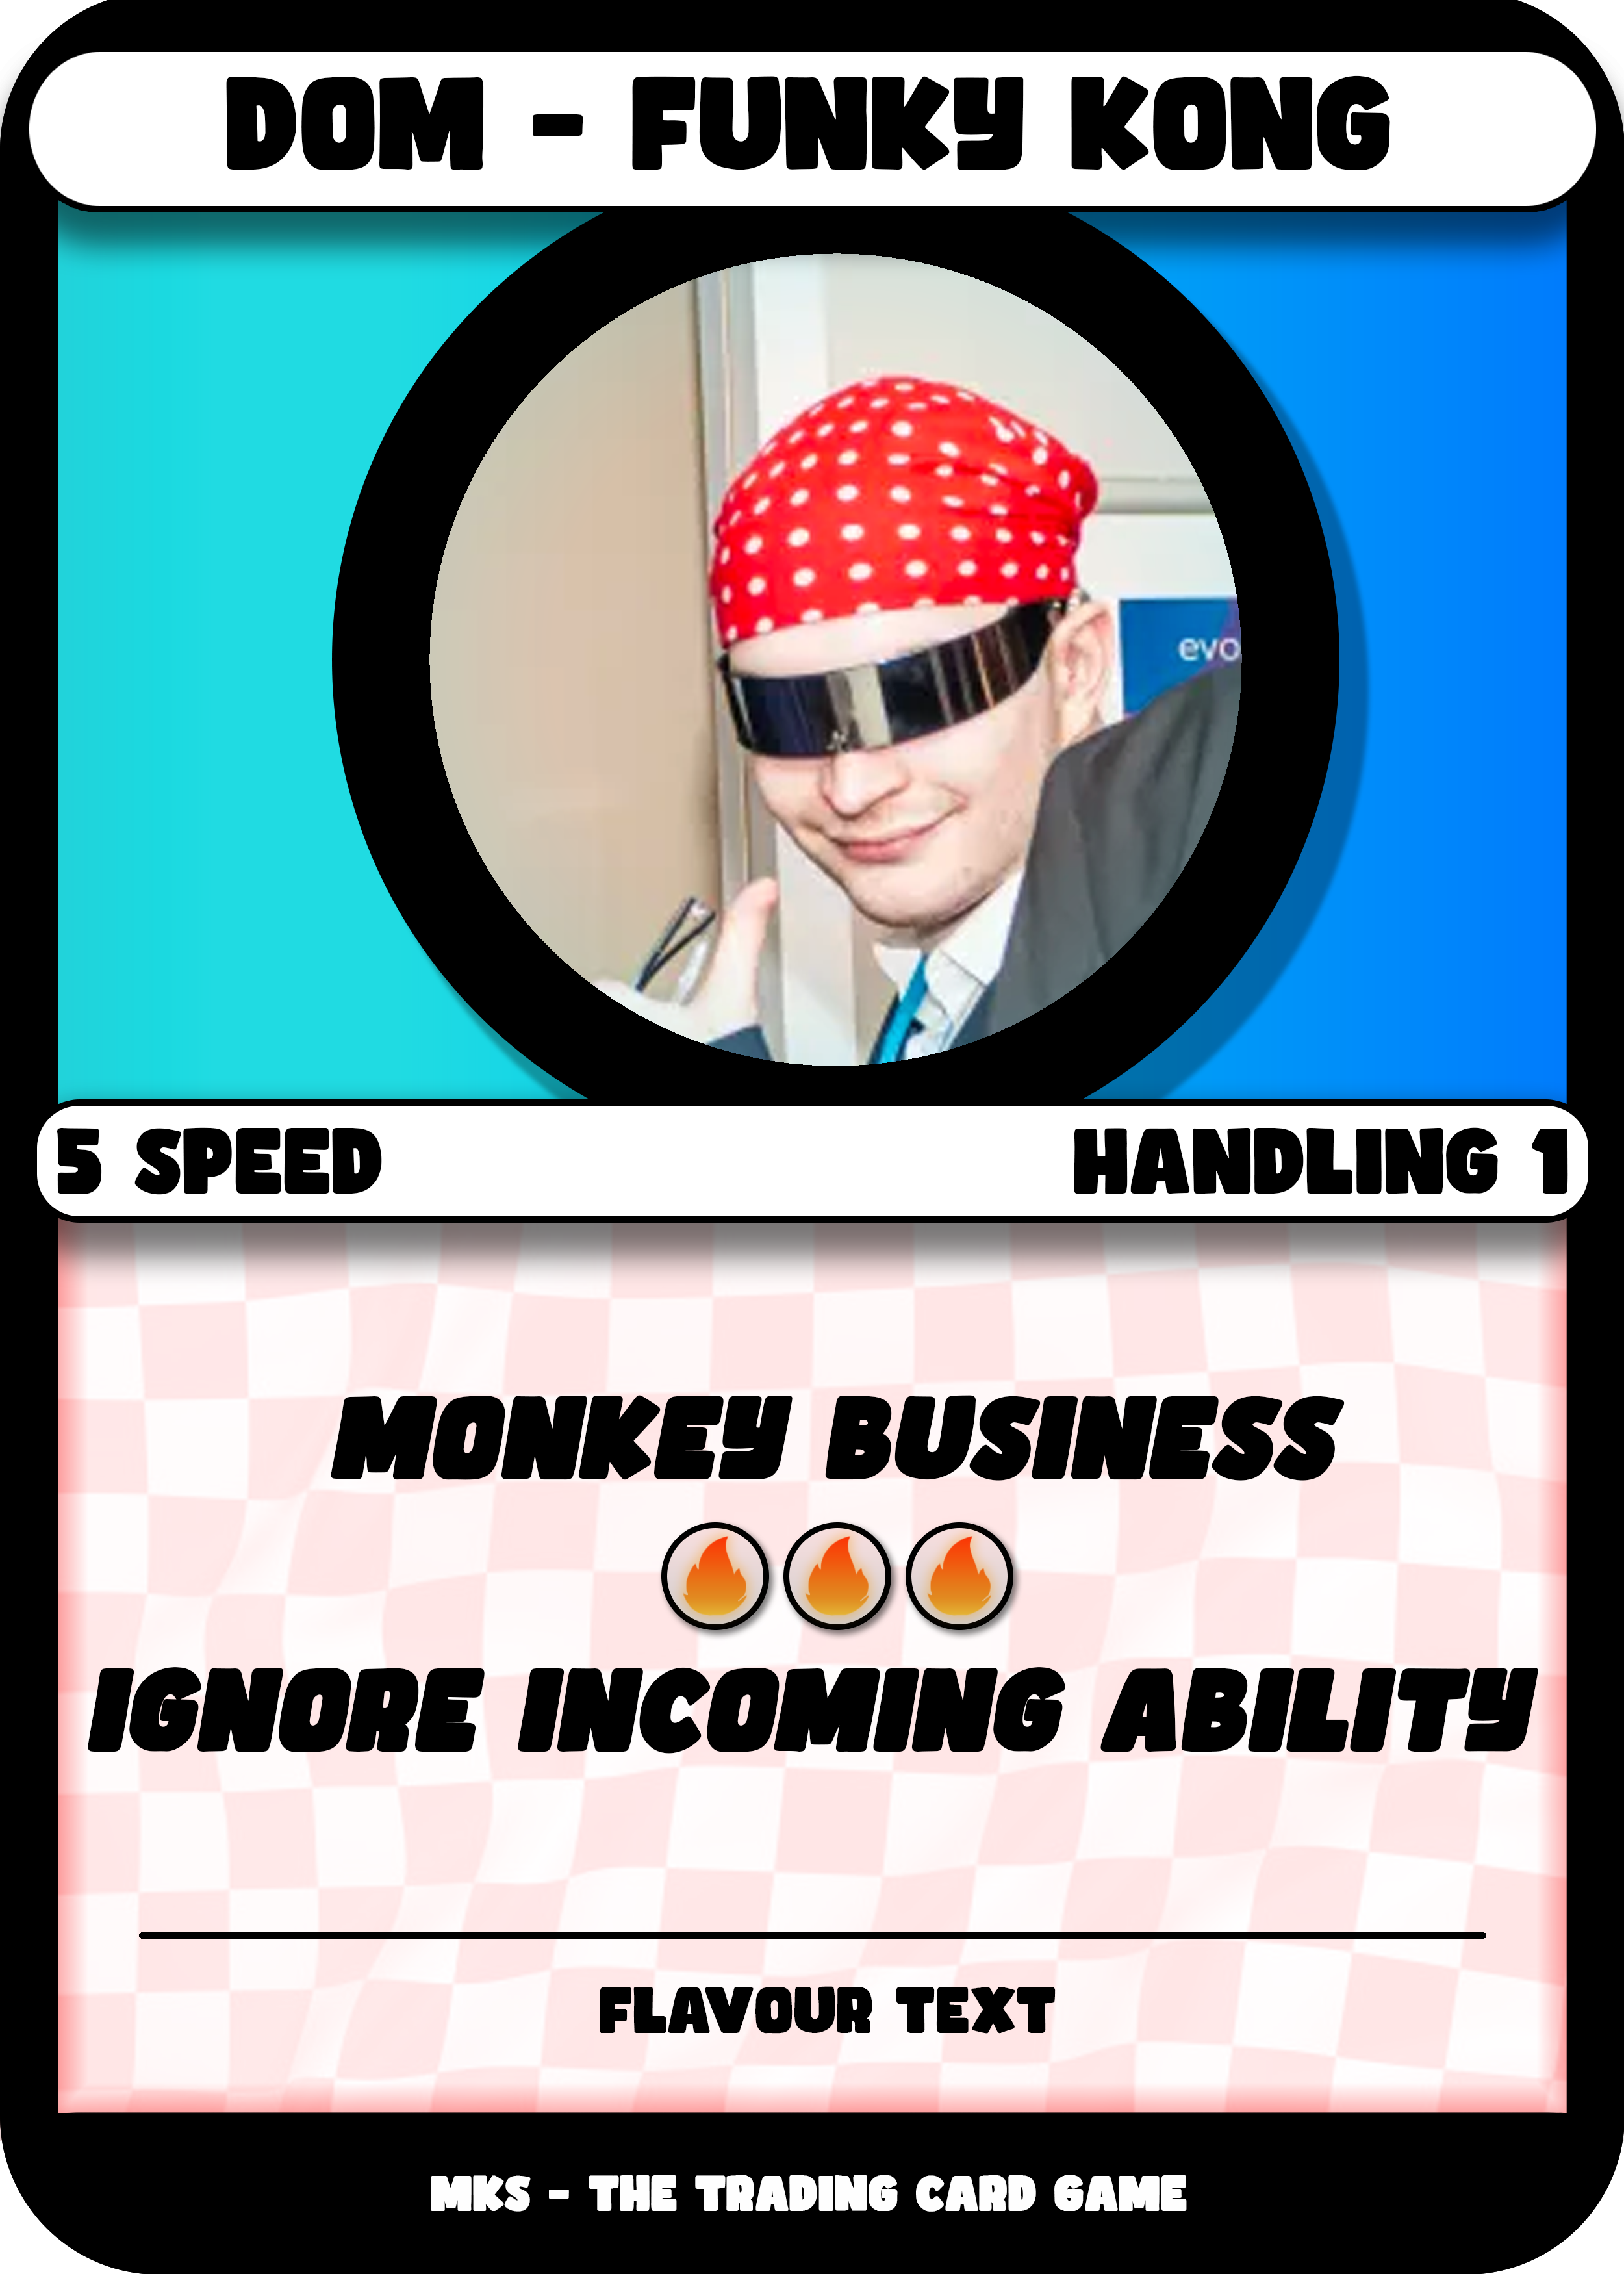 DOM - FUNKY KONG
evo
5 SPEED HANDLING 1
MONKEY BUSINESS
IGNORE INCOMING ABILITY
FLAVOUR TEXT
MKS - THE TRADING CARD GAME